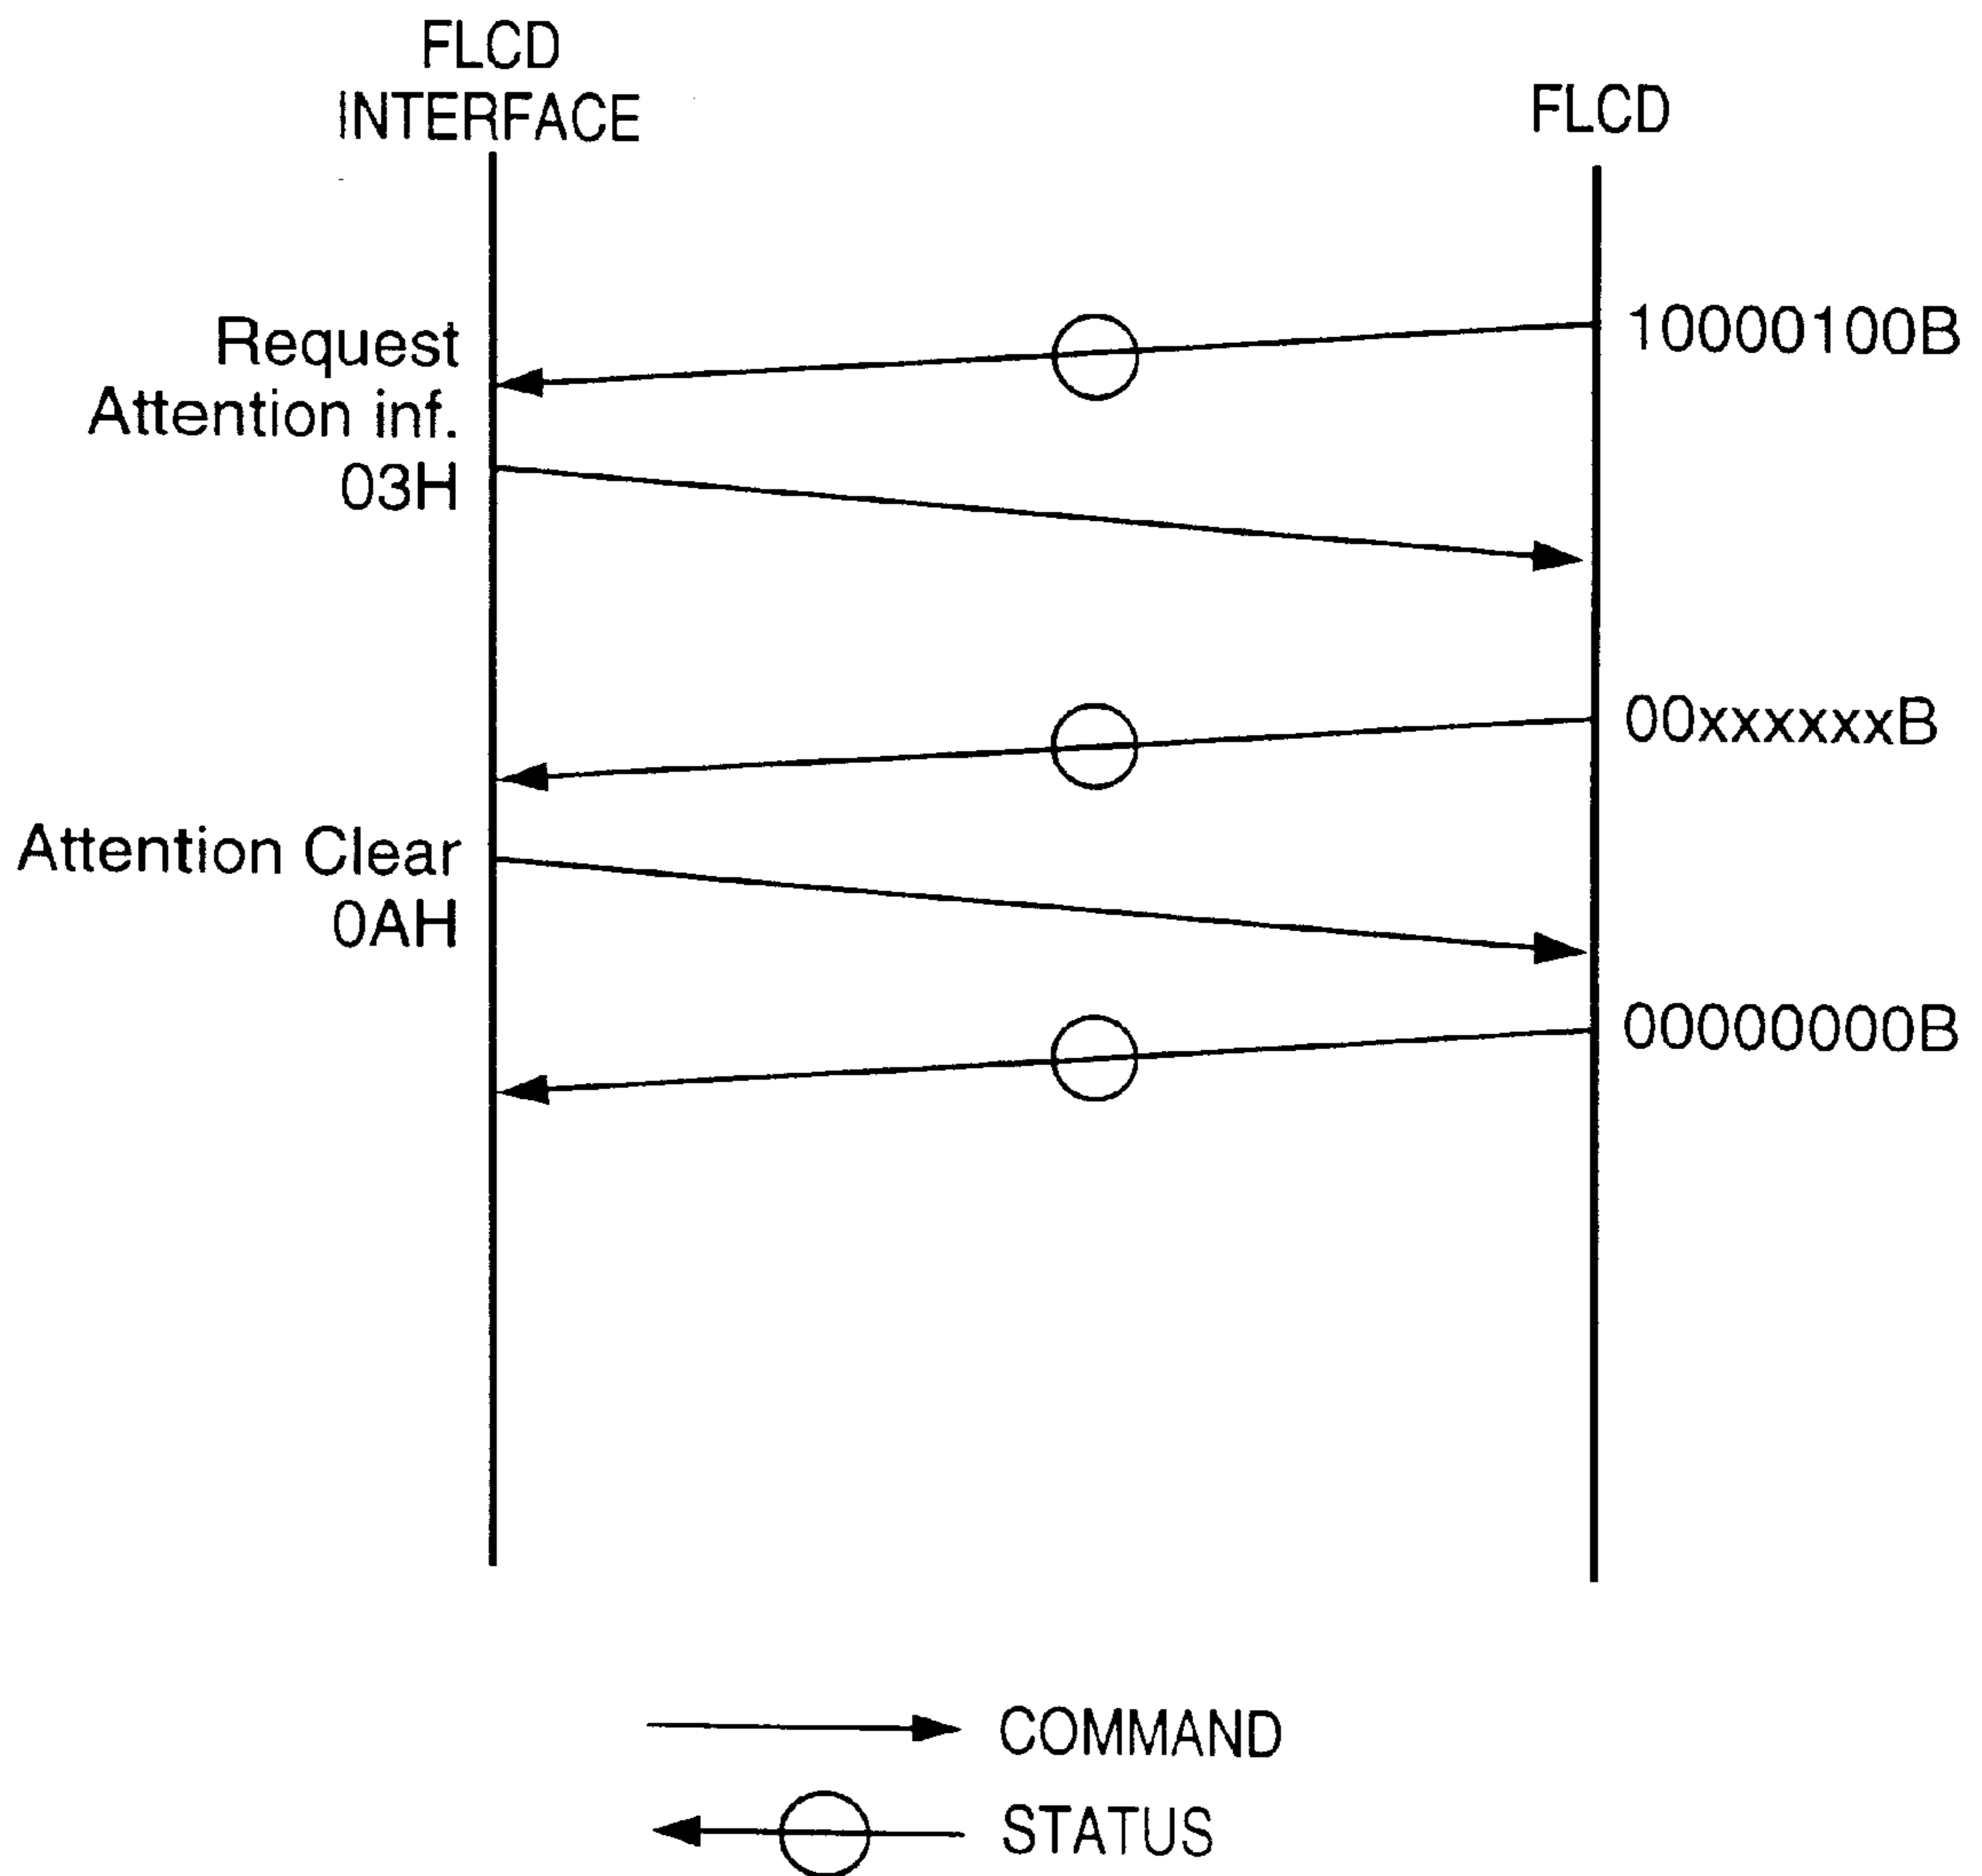 FLCD
INTERFACE
FLCD
10000100B
Request
Attention inf.
03H
00xxxxxxB
Attention Clear
0AH
00000000B
COMMAND
STATUS